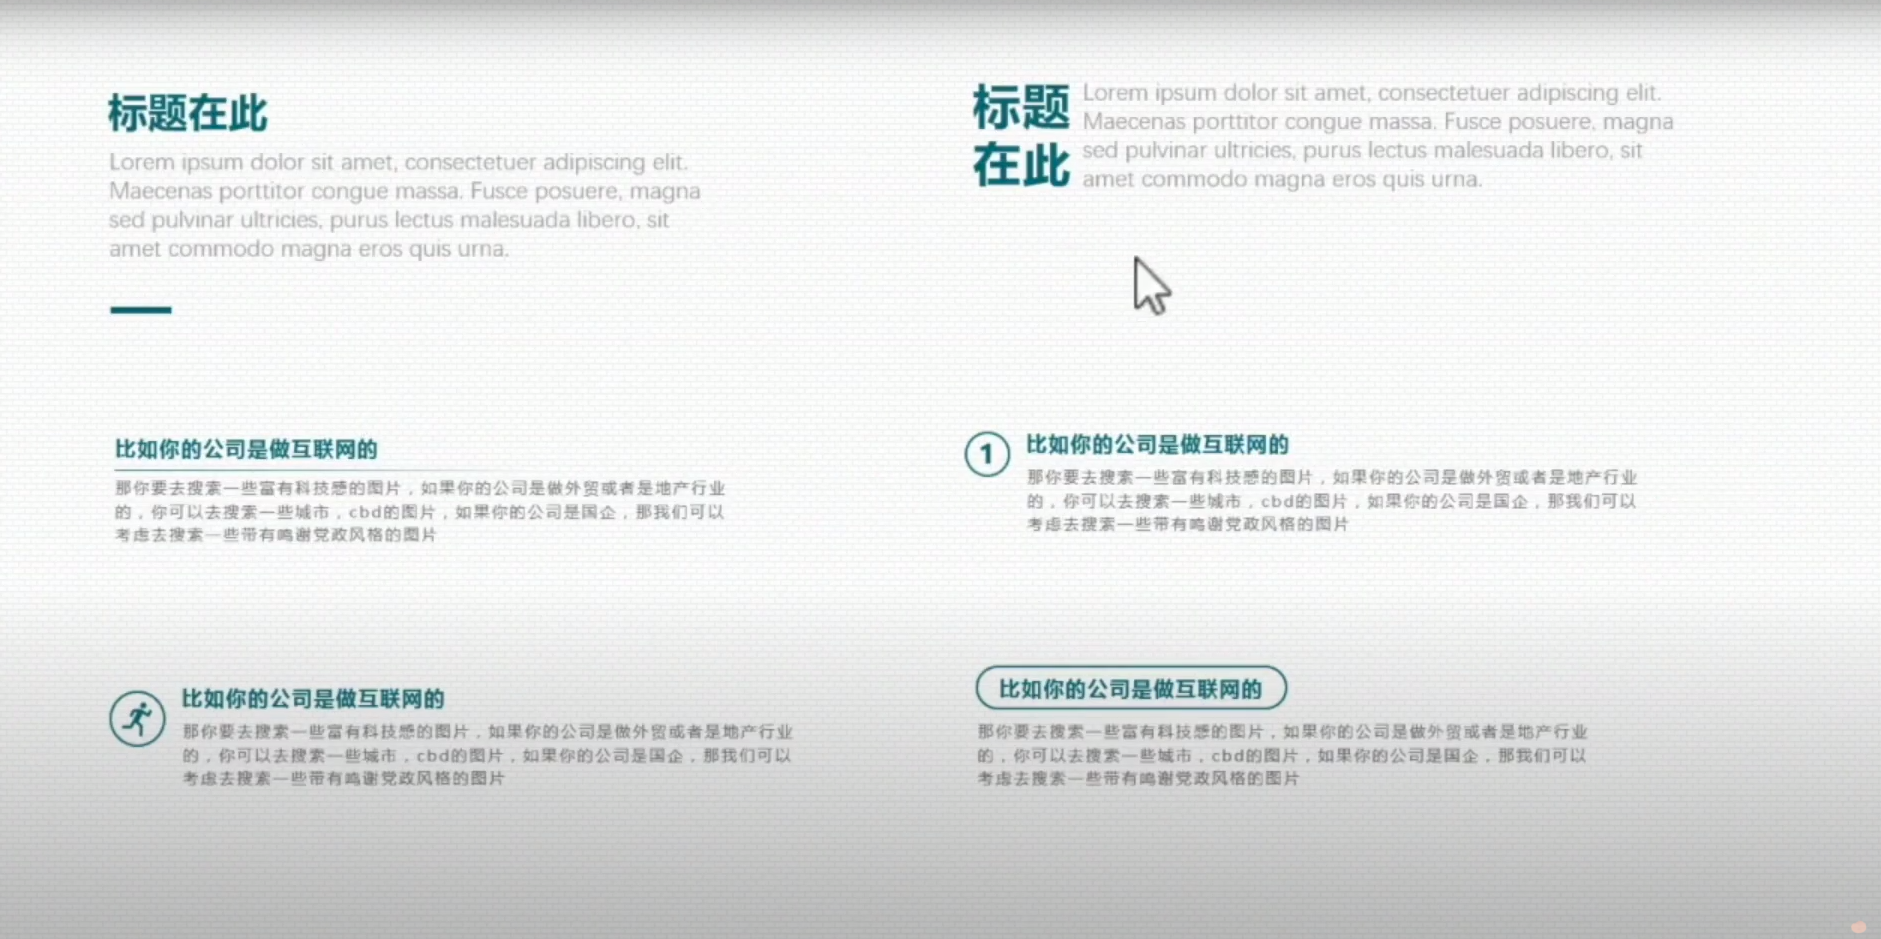 标题在此
Lorem ipsum dolor sit amet, consectetuer adipiscing elit.
Maecenas porttitor congue massa. Fusce posuere, magna
sed pulvinar ultricies, purus lectus malesuada libero, sit
amet commodo magna eros quis urna.
标题
在此
Lorem ipsum dolor sit amet, consectetuer adipiscing elit.
Maecenas porttitor congue massa. Fusce posuere, magna
sed pulvinar ultricies, purus lectus malesuada libero, sit
amet commodo magna eros quis urna.
比如你的公司是做互联网的
那你要去搜索一些富有科技感的图片，如果你的公司是做外贸或者是地产行业
的，你可以去搜索一些城市，cbd的图片，如果你的公司是国企，那我们可以
考虑去搜索一些带有鸣谢党政风格的图片
1
比如你的公司是做互联网的
那你要去搜索一些富有科技感的图片，如果你的公司是做外贸或者是地产行业
的，你可以去搜索一些城市，cbd的图片，如果你的公司是国企，那我们可以
考虑去搜索一些带有鸣谢党政风格的图片
比如你的公司是做互联网的
那你要去搜索一些富有科技感的图片，如果你的公司是做外贸或者是地产行业
的，你可以去搜索一些城市，cbd的图片，如果你的公司是国企，那我们可以
考虑去搜索一些带有鸣谢党政风格的图片
比如你的公司是做互联网的
那你要去搜索一些富有科技感的图片，如果你的公司是做外贸或者是地产行业
的，你可以去搜索一些城市，cbd的图片，如果你的公司是国企，那我们可以
考虑去搜索一些带有鸣谢党政风格的图片